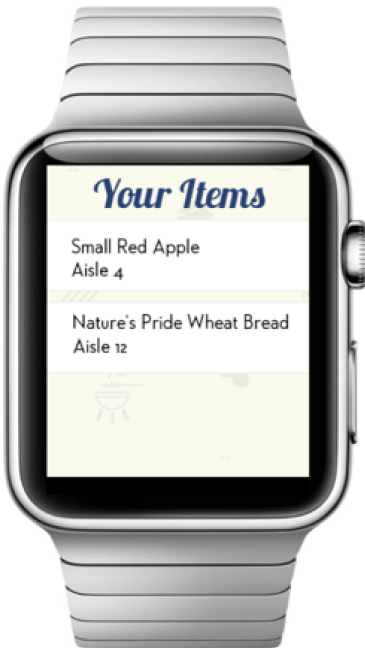 Your Items
Small Red Apple
Aisle 4
Nature's Pride Wheat Bread
Aisle 12